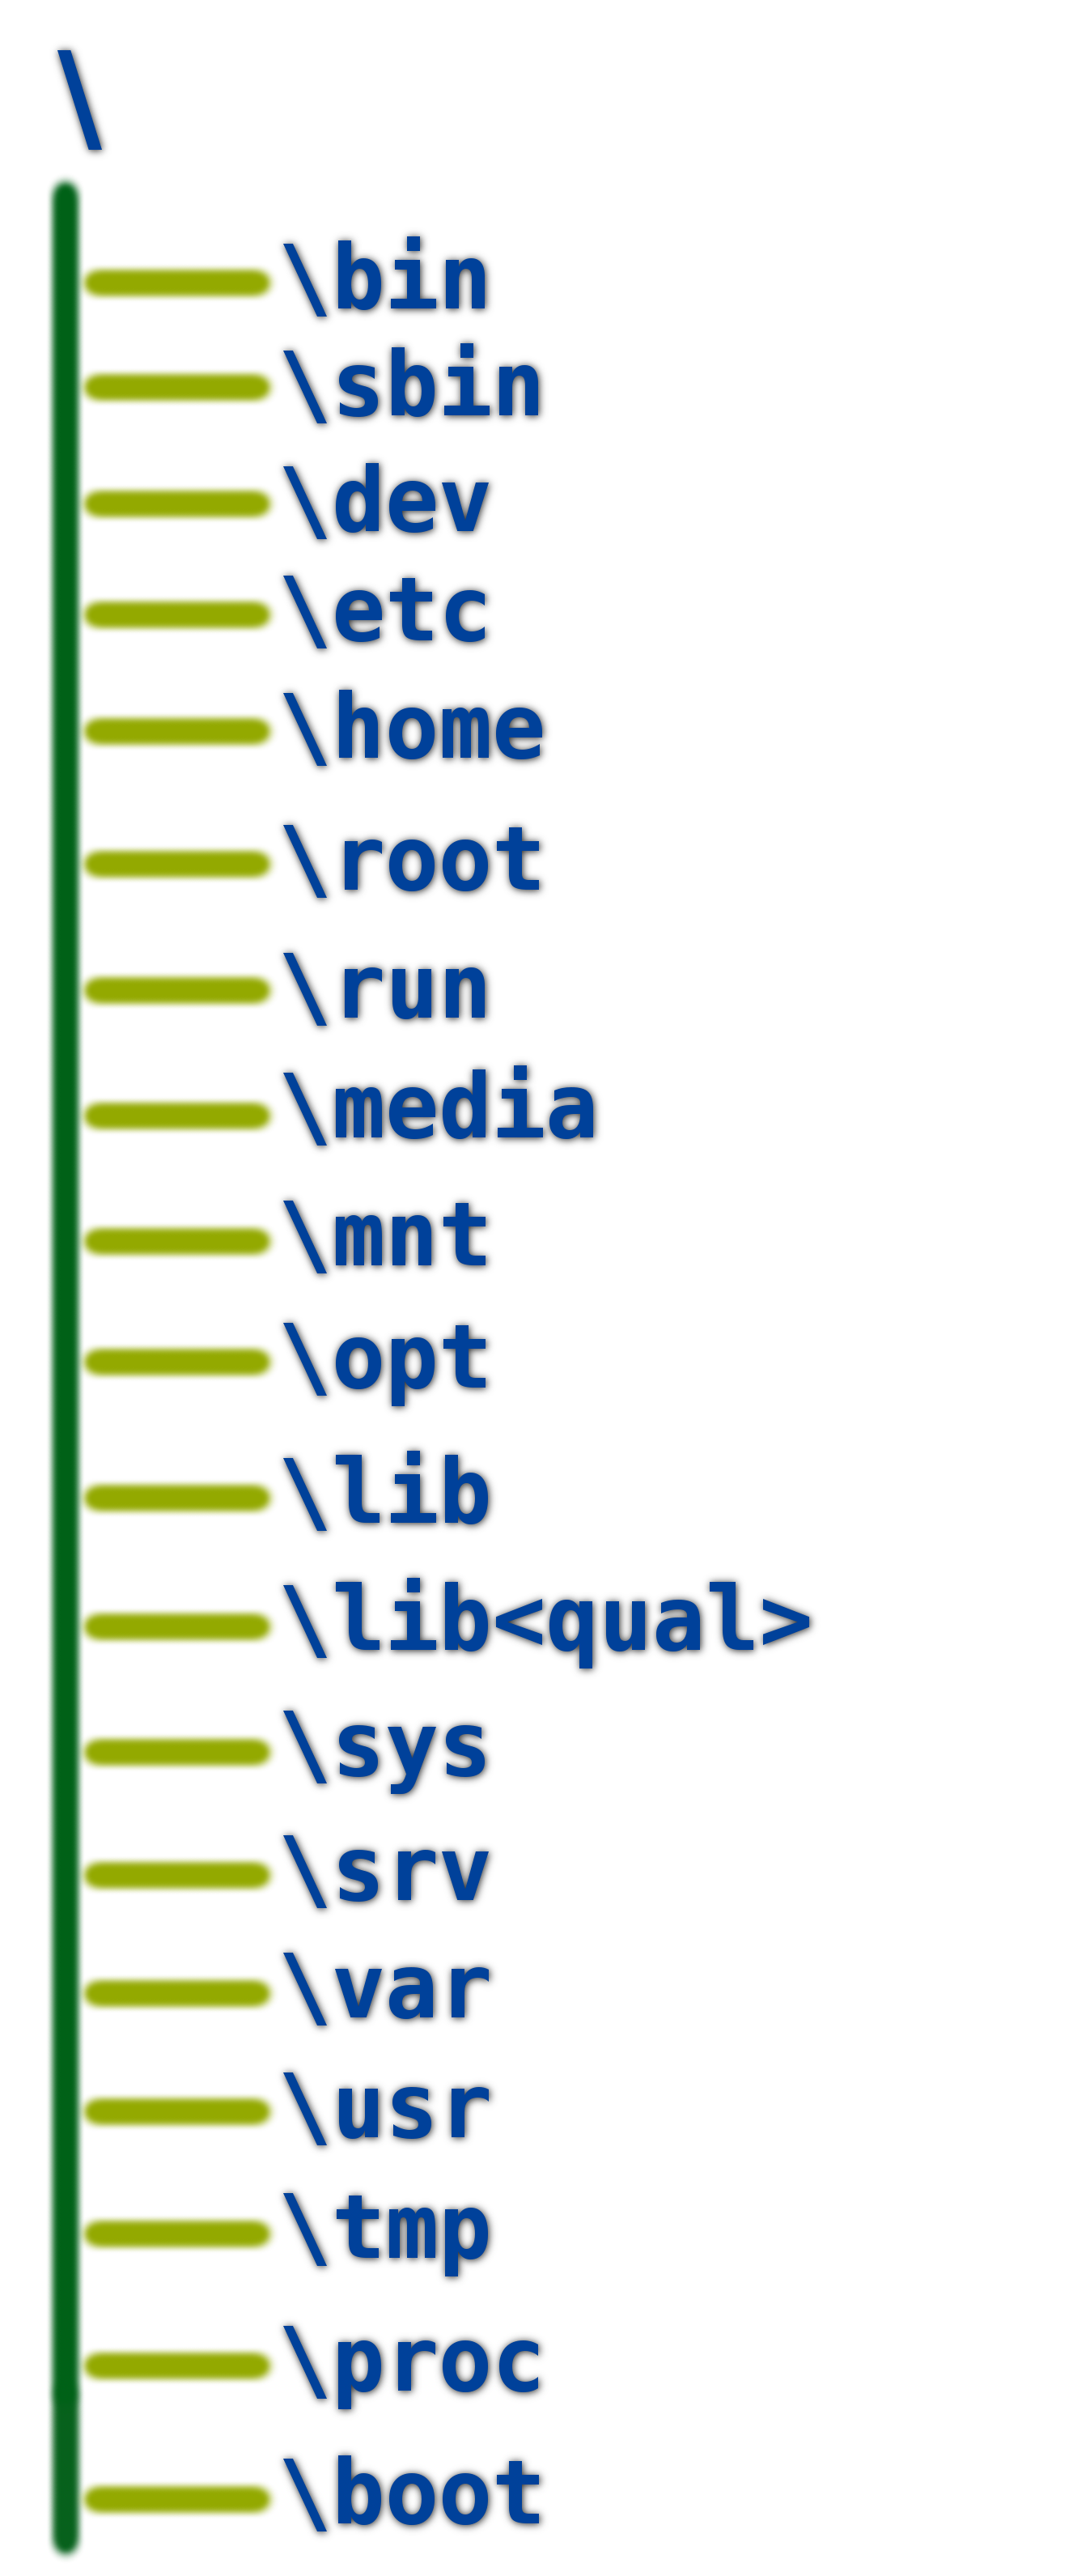 \
\bin
\sbin
\dev
\etc
\home
\root
\run
\media
\mnt
\opt
\lib
\lib<qual>
\sys
\srv
\var
\usr
\tmp
\proc
\boot